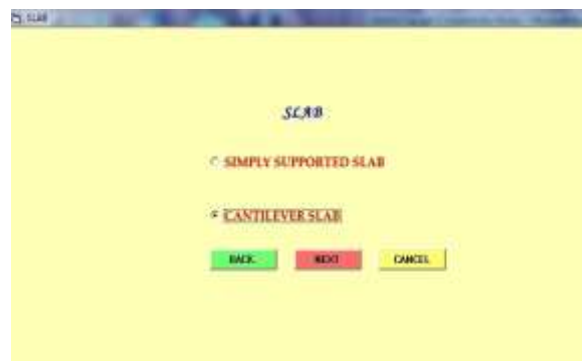 SLAB
SLAB
SIMPLY SUPPORTED SLAB
CANTILEVER SLAB
BACK NEXT CANCEL